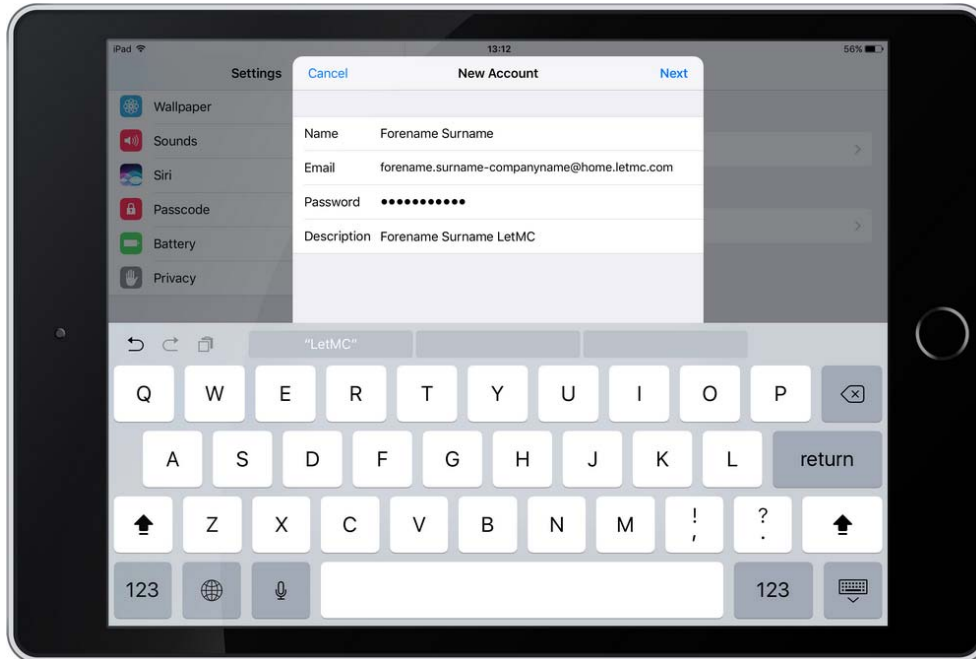 iPad 13:12 56%
Settings Cancel New Account Next
Wallpaper
Sounds
Siri
Passcode
Battery
Privacy
Name Forename Surname
Email forename.surname-companyname@home.letmc.com
Password •••••••••••
Description Forename Surname LetMC
"LetMC"
Q W E R T Y U I O P
A S D F G H J K L return
Z X C V B N M ! , ? .
123 123